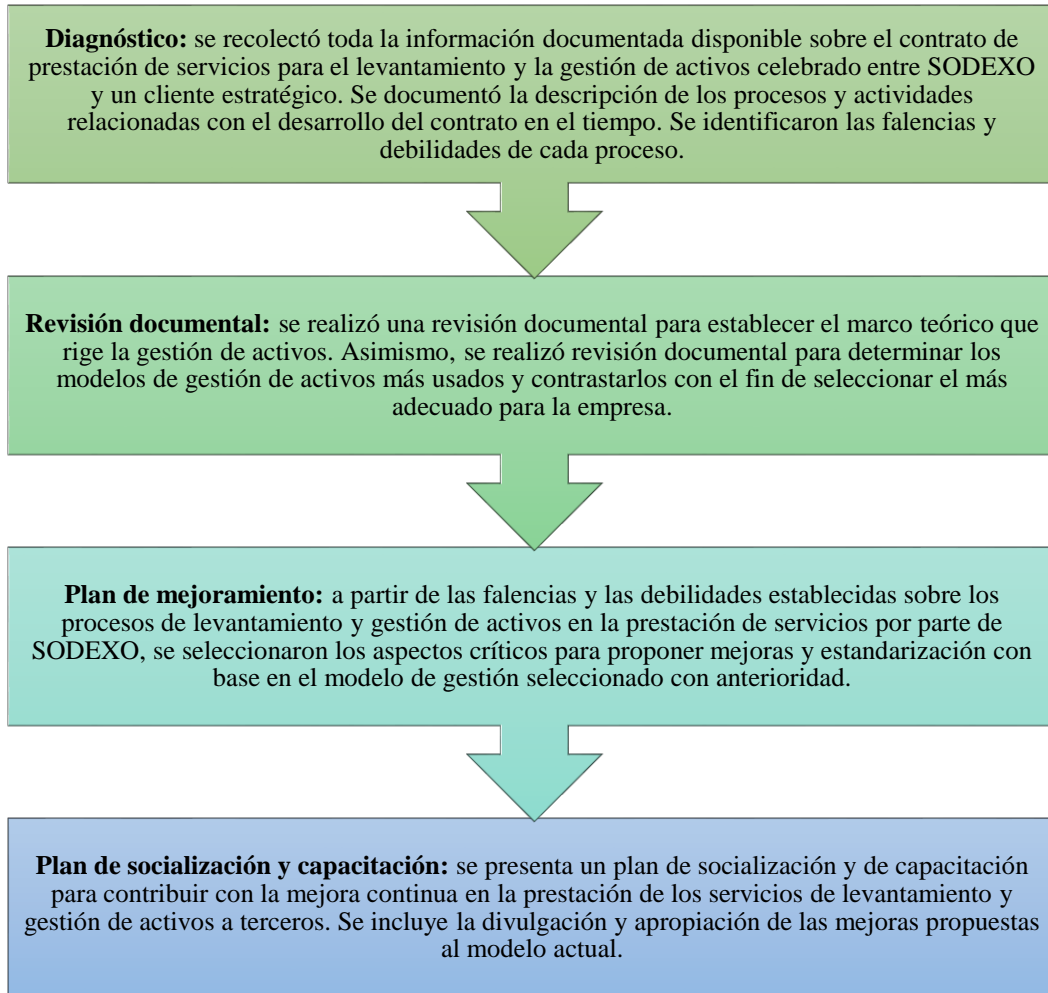 Diagnóstico: se recolectó toda la información documentada disponible sobre el contrato de
prestación de servicios para el levantamiento y la gestión de activos celebrado entre SODEXO
y un cliente estratégico. Se documentó la descripción de los procesos y actividades
relacionadas con el desarrollo del contrato en el tiempo. Se identificaron las falencias y
debilidades de cada proceso.
Revisión documental: se realizó una revisión documental para establecer el marco teórico que
rige la gestión de activos. Asimismo, se realizó revisión documental para determinar los
modelos de gestión de activos más usados y contrastarlos con el fin de seleccionar el más
adecuado para la empresa.
Plan de mejoramiento: a partir de las falencias y las debilidades establecidas sobre los
procesos de levantamiento y gestión de activos en la prestación de servicios por parte de
SODEXO, se seleccionaron los aspectos críticos para proponer mejoras y estandarización con
base en el modelo de gestión seleccionado con anterioridad.
Plan de socialización y capacitación: se presenta un plan de socialización y de capacitación
para contribuir con la mejora continua en la prestación de los servicios de levantamiento y
gestión de activos a terceros. Se incluye la divulgación y apropiación de las mejoras propuestas
al modelo actual.